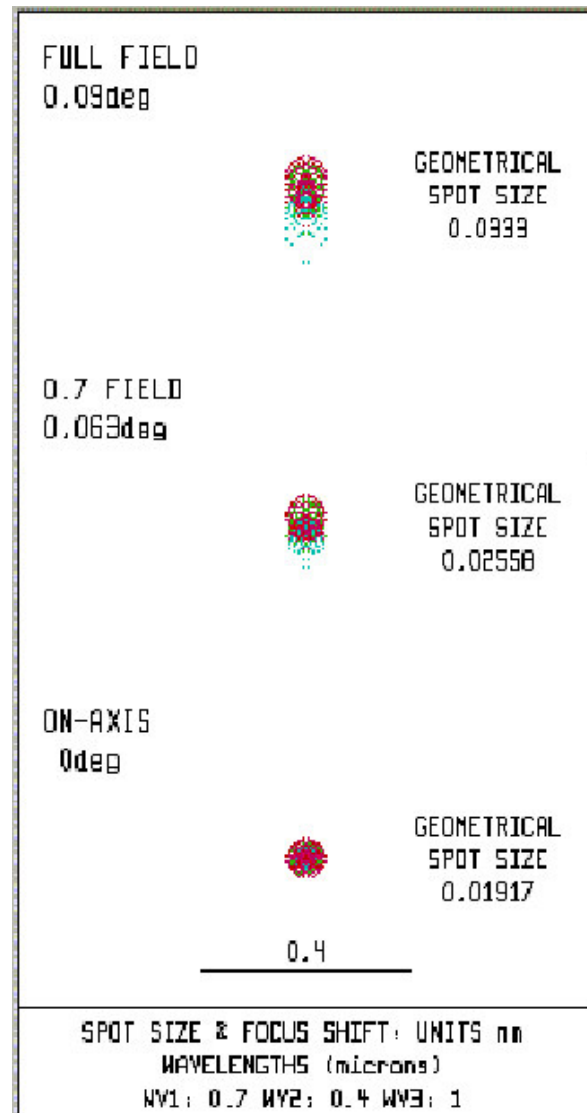 FULL FIELD
0.09deg
GEOMETRICAL
SPOT SIZE
0.0333
0.7 FIELD
0.063deg
GEOMETRICAL
SPOT SIZE
0.02558
ON-AXIS
0deg
GEOMETRICAL
SPOT SIZE
0.01917
0.4
SPOT SIZE & FOCUS SHIFT: UNITS mm
WAVELENGTHS (microns)
WV1: 0.7 WV2: 0.4 WV3: 1